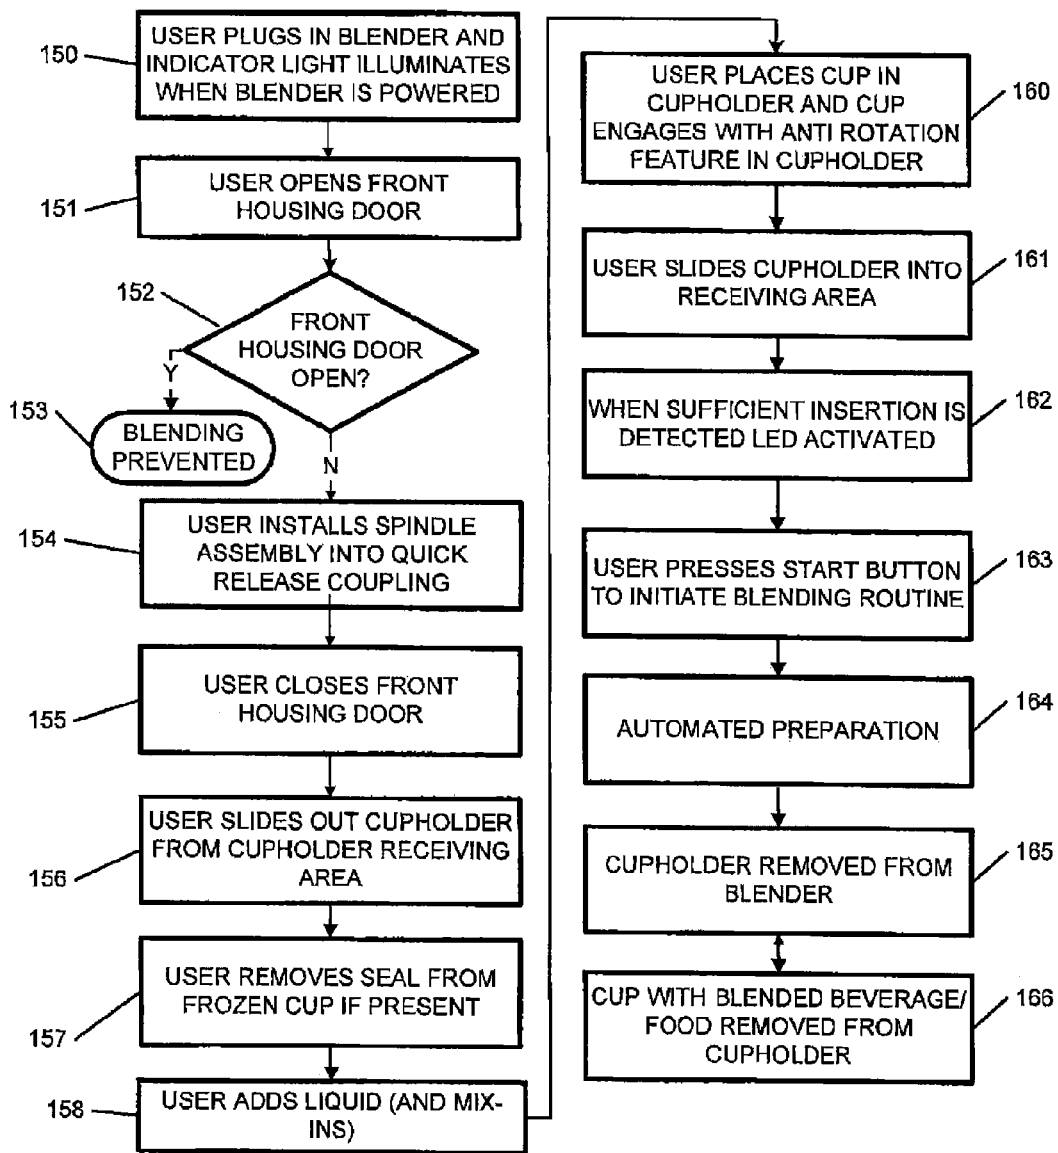 150
USER PLUGS IN BLENDER AND
INDICATOR LIGHT ILLUMINATES
WHEN BLENDER IS POWERED
151
USER OPENS FRONT
HOUSING DOOR
152
FRONT
HOUSING DOOR
OPEN?
Y
153
BLENDING
PREVENTED
N
154
USER INSTALLS SPINDLE
ASSEMBLY INTO QUICK
RELEASE COUPLING
155
USER CLOSES FRONT
HOUSING DOOR
156
USER SLIDES OUT CUPHOLDER
FROM CUPHOLDER RECEIVING
AREA
157
USER REMOVES SEAL FROM
FROZEN CUP IF PRESENT
158
USER ADDS LIQUID (AND MIX-
INS)
160
USER PLACES CUP IN
CUPHOLDER AND CUP
ENGAGES WITH ANTI ROTATION
FEATURE IN CUPHOLDER
161
USER SLIDES CUPHOLDER INTO
RECEIVING AREA
162
WHEN SUFFICIENT INSERTION IS
DETECTED LED ACTIVATED
163
USER PRESSES START BUTTON
TO INITIATE BLENDING ROUTINE
164
AUTOMATED PREPARATION
165
CUPHOLDER REMOVED FROM
BLENDER
166
CUP WITH BLENDED BEVERAGE/
FOOD REMOVED FROM
CUPHOLDER